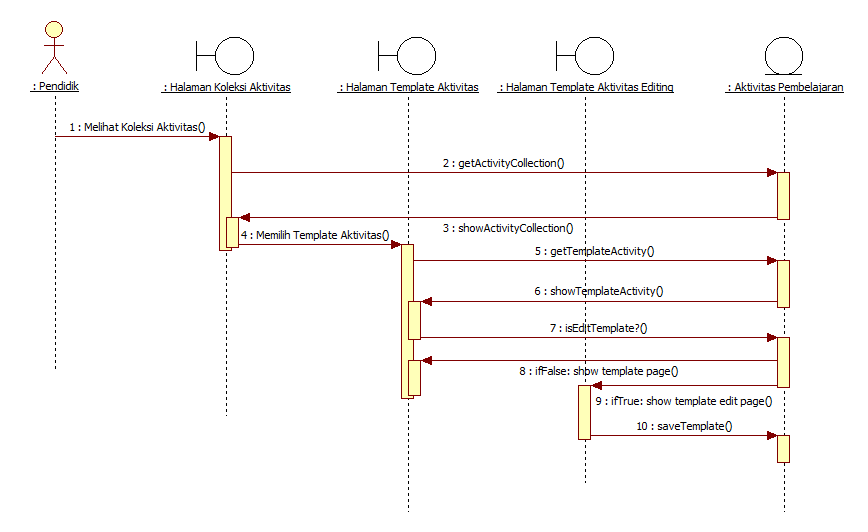 : Pendidik
: Halaman Koleksi Aktivitas
: Halaman Template Aktivitas
: Halaman Template Aktivitas Editing
: Aktivitas Pembelajaran
1 : Melihat Koleksi Aktivitas()
2 : getActivityCollection()
3 : showActivityCollection()
4 : Memilih Template Aktivitas()
5 : getTemplateActivity()
6 : showTemplateActivity()
7 : isEditTemplate?()
8 : ifFalse: show template page()
9 : ifTrue: show template edit page()
10 : saveTemplate()